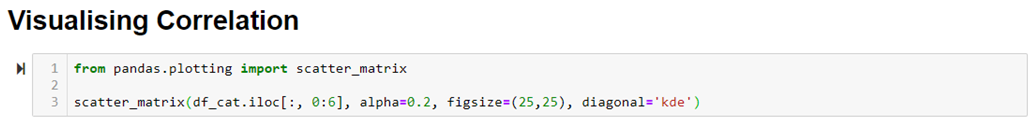 Visualising Correlation
1 from pandas.plotting import scatter_matrix
2
3 scatter_matrix(df_cat.iloc[:, 0:6], alpha=0.2, figsize=(25,25), diagonal='kde')